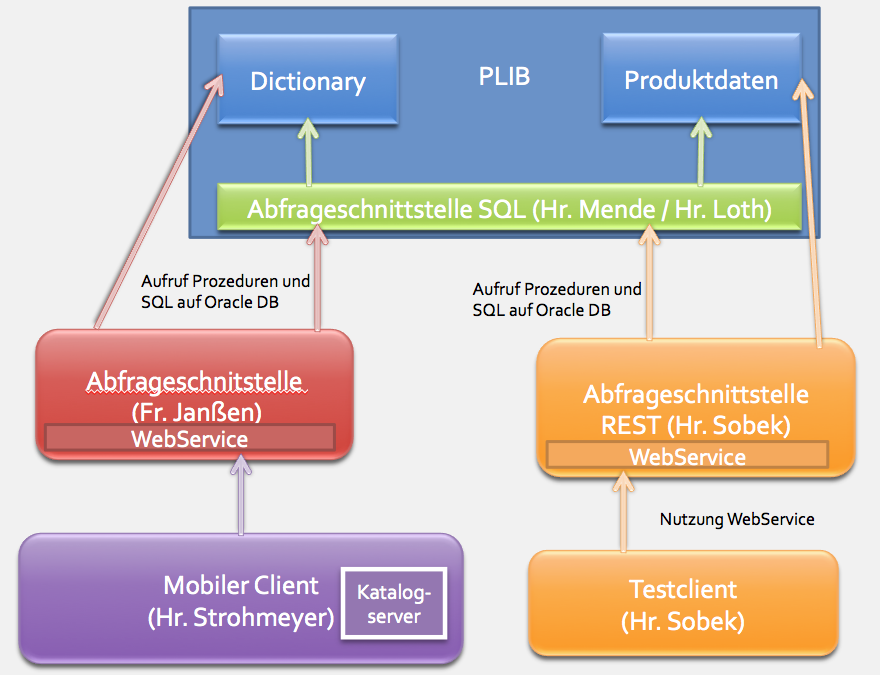 Dictionary
PLIB
Produktdaten
Abfrageschnittstelle SQL (Hr. Mende / Hr. Loth)
Aufruf Prozeduren und
SQL auf Oracle DB
Aufruf Prozeduren und
SQL auf Oracle DB
Abfrageschnitstelle
(Fr. Janßen)
WebService
Abfrageschnittstelle
REST (Hr. Sobek)
WebService
Nutzung WebService
Mobiler Client
(Hr. Strohmeyer)
Katalog-
server
Testclient
(Hr. Sobek)